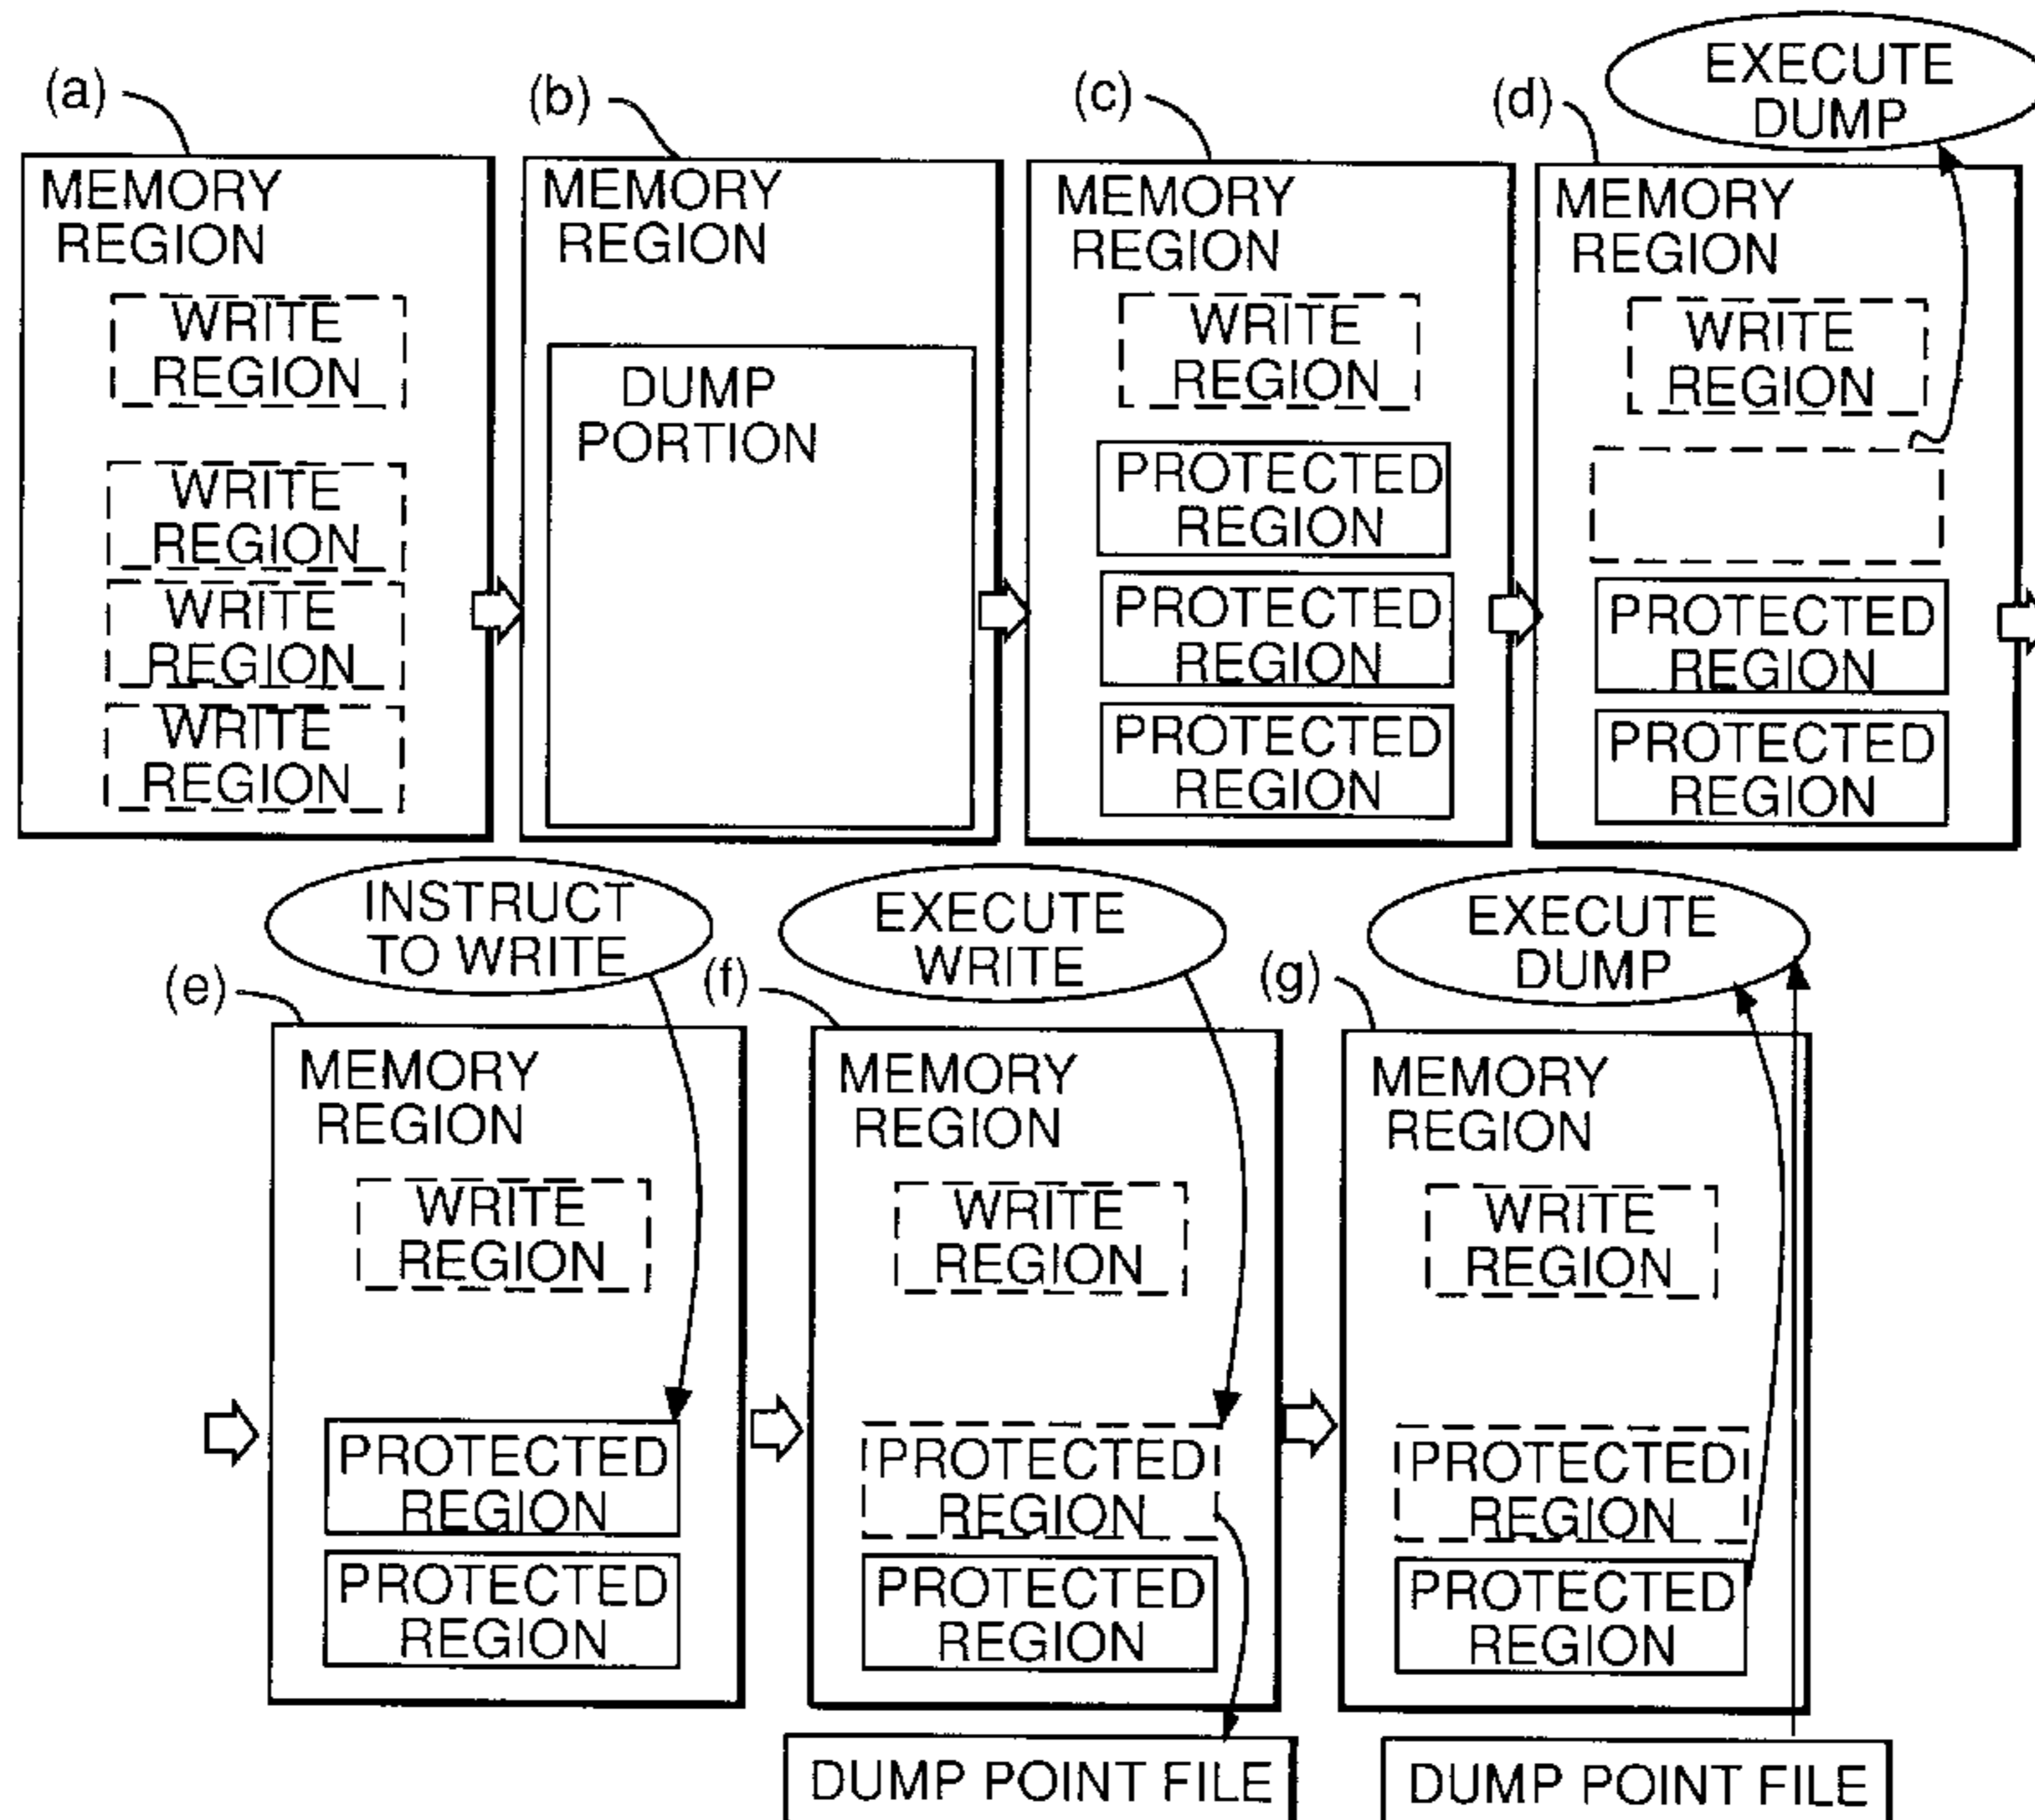 (a)
MEMORY
REGION
WRITE
REGION
WRITE
REGION
WRITE
REGION
WRITE
REGION
(b)
MEMORY
REGION
DUMP
PORTION
(c)
MEMORY
REGION
WRITE
REGION
PROTECTED
REGION
PROTECTED
REGION
PROTECTED
REGION
(d)
EXECUTE
DUMP
MEMORY
REGION
WRITE
REGION
PROTECTED
REGION
PROTECTED
REGION
(e)
INSTRUCT
TO WRITE
MEMORY
REGION
WRITE
REGION
PROTECTED
REGION
PROTECTED
REGION
(f)
EXECUTE
WRITE
MEMORY
REGION
WRITE
REGION
PROTECTED
REGION
PROTECTED
REGION
DUMP POINT FILE
(g)
EXECUTE
DUMP
MEMORY
REGION
WRITE
REGION
PROTECTED
REGION
PROTECTED
REGION
DUMP POINT FILE